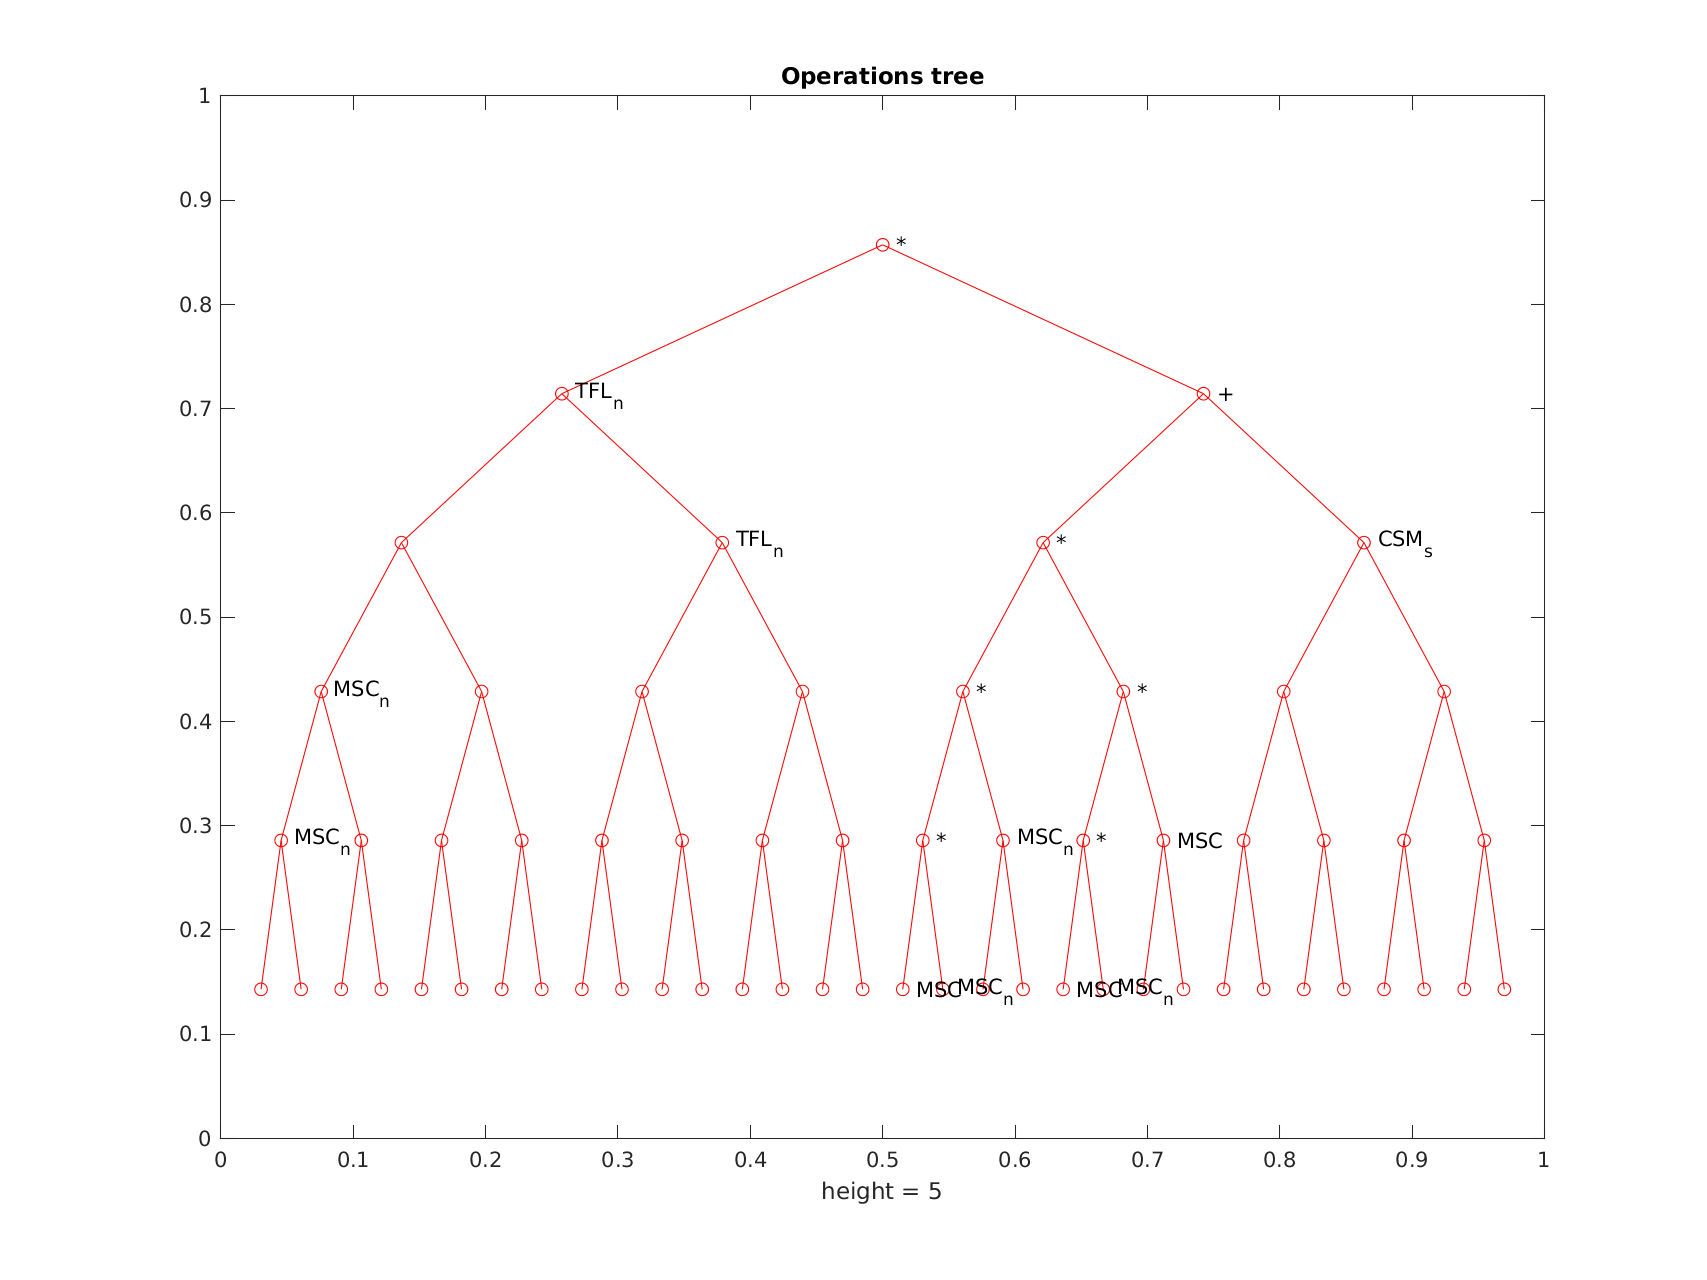 Operations tree
1
0.9
*
0.8
TFL_n +
0.7
0.6
TFL_n * CSM_s
0.5
MSC_n * *
0.4
0.3
MSC_n * MSC_n * MSC
0.2
MSC MSC_n MSC MSC_n
0.1
0
0 0.1 0.2 0.3 0.4 0.5 0.6 0.7 0.8 0.9 1
height = 5